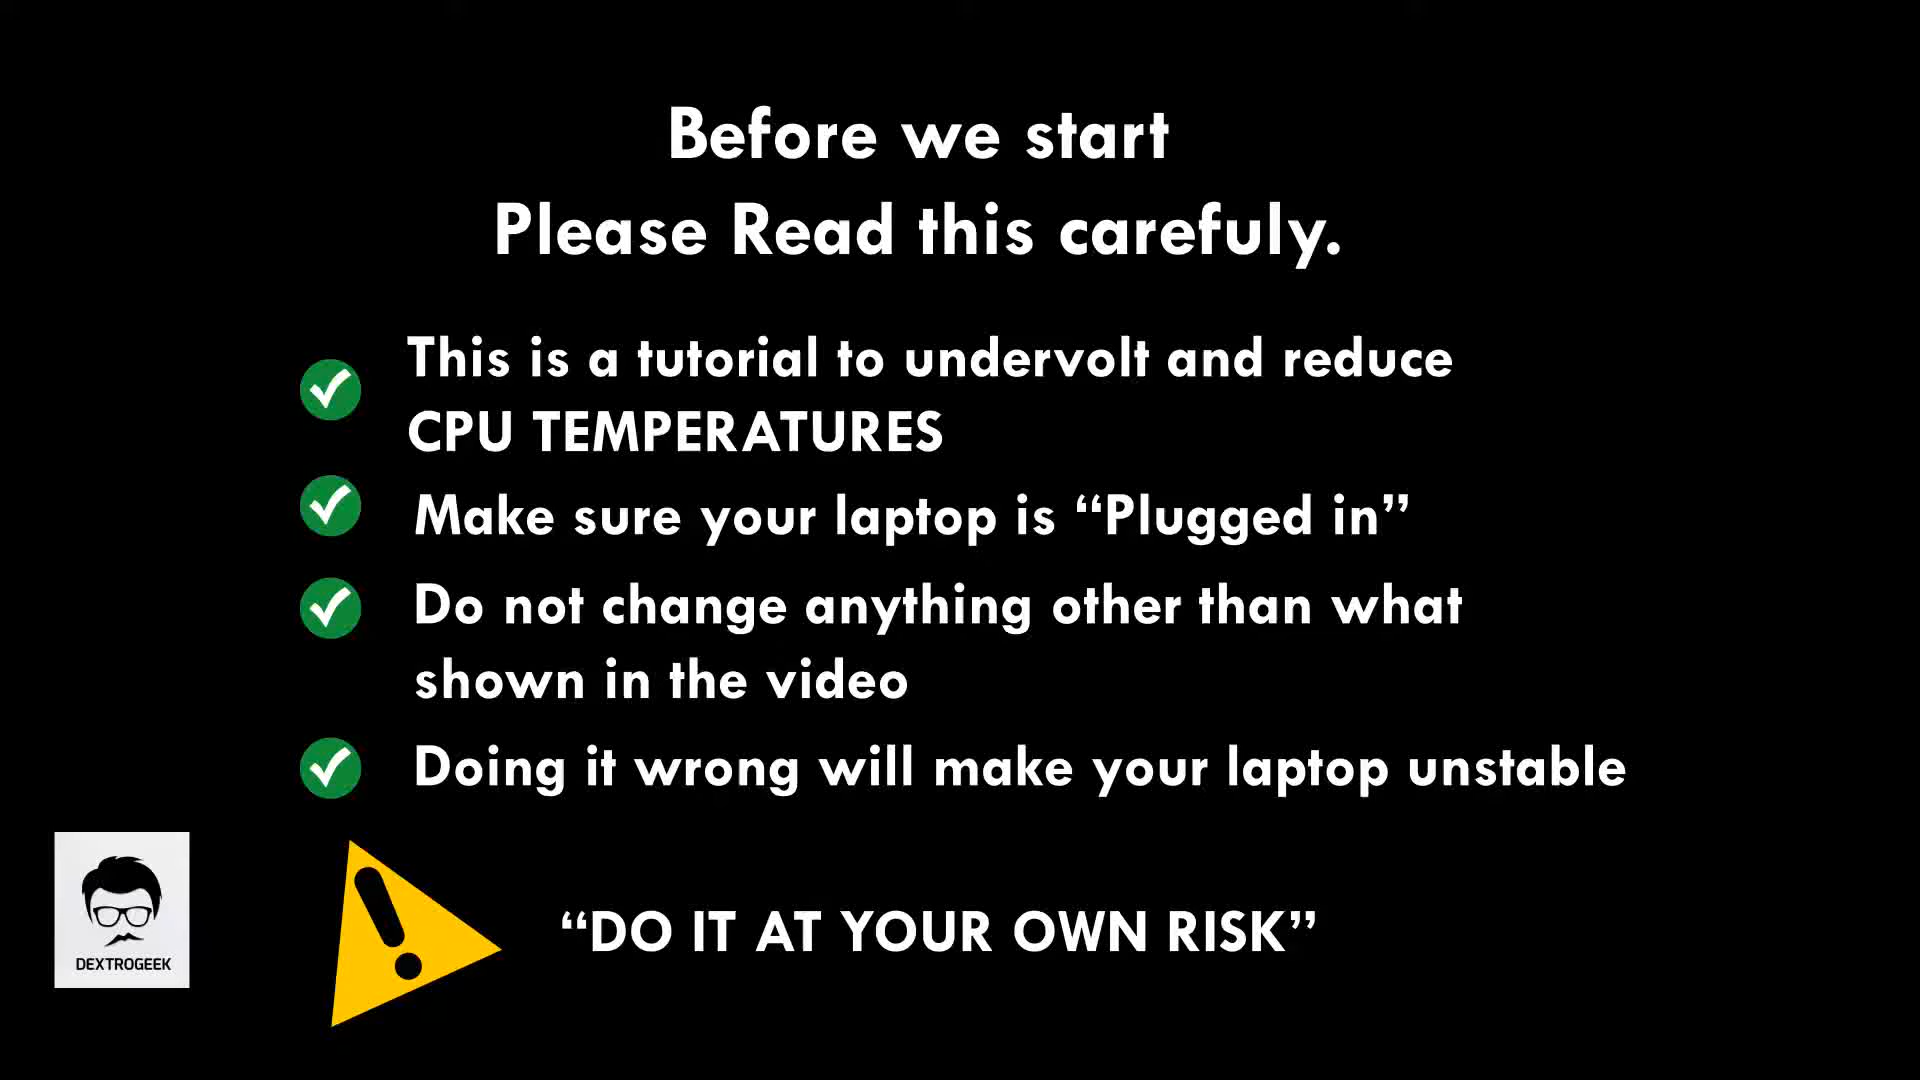 Before we start
Please Read this carefuly.
This is a tutorial to undervolt and reduce
CPU TEMPERATURES
Make sure your laptop is “Plugged in”
Do not change anything other than what
shown in the video
Doing it wrong will make your laptop unstable
DEXTROGEEK
“DO IT AT YOUR OWN RISK”